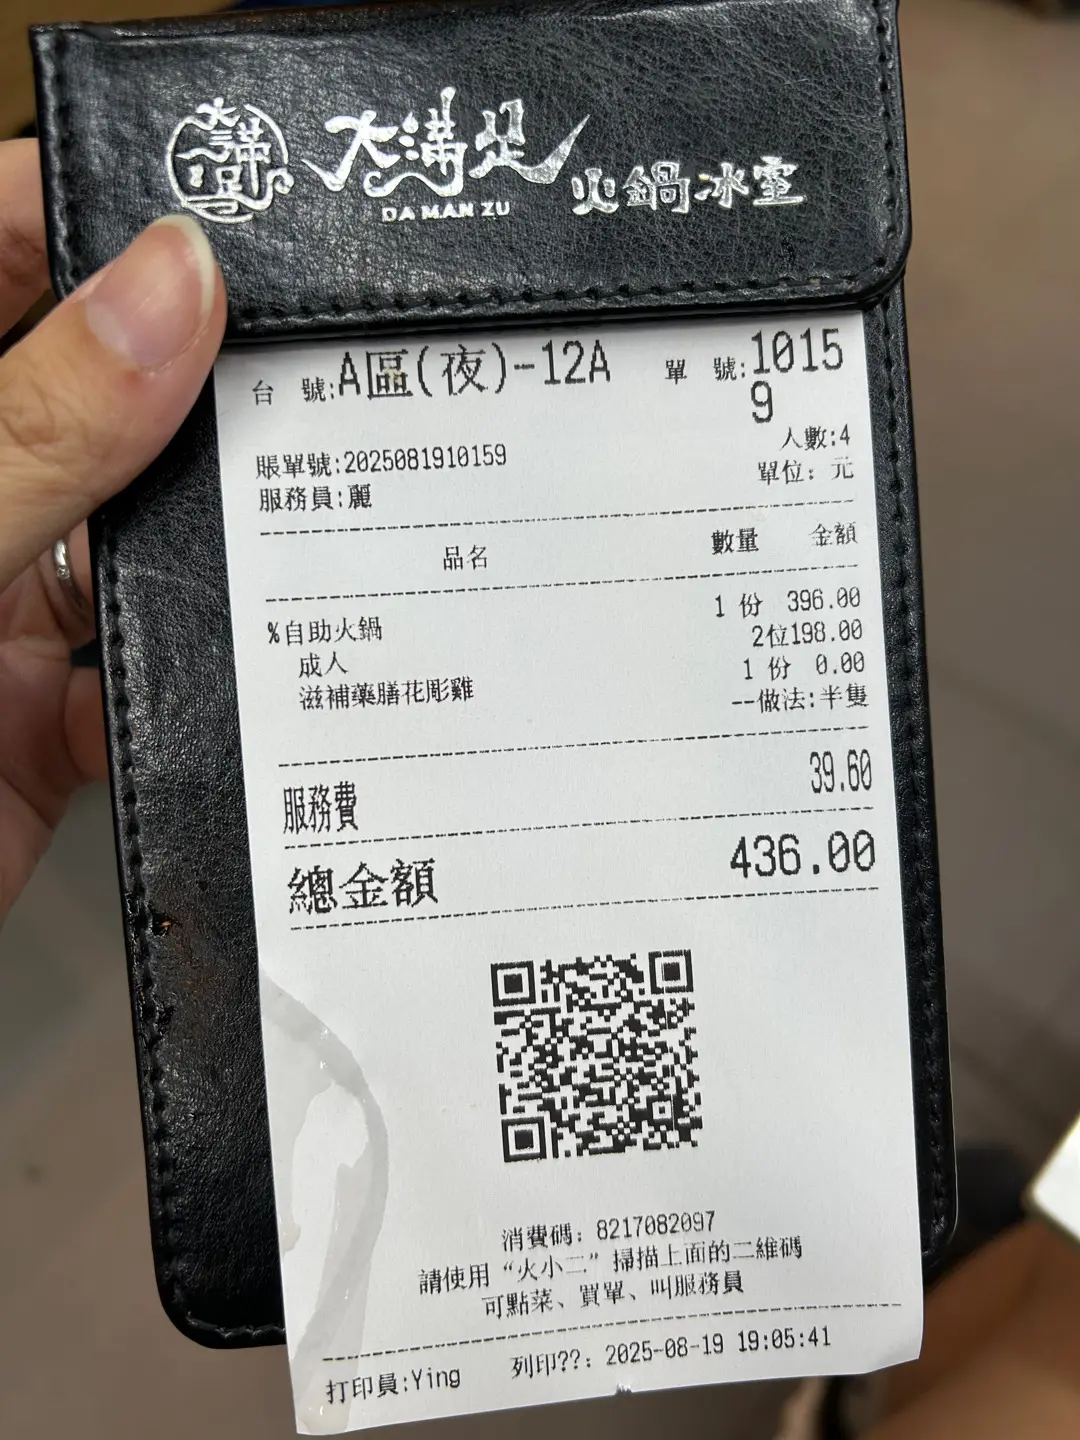 大満足
DA MAN ZU
火鍋冰室
台 號:A區(夜)-12A 單 號:1015
9
人數:4
賬單號:2025081910159
單位: 元
服務員:麗
品名 數量 金額
%自助火鍋 1 份 396.00
成人 2位198.00
滋補藥膳花彫雞 1 份 0.00
--做法:半隻
服務費 39.60
總金額 436.00
消費碼: 8217082097
請使用“火小二”掃描上面的二維碼
可點菜、買單、叫服務員
打印員:Ying 列印??: 2025-08-19 19:05:41